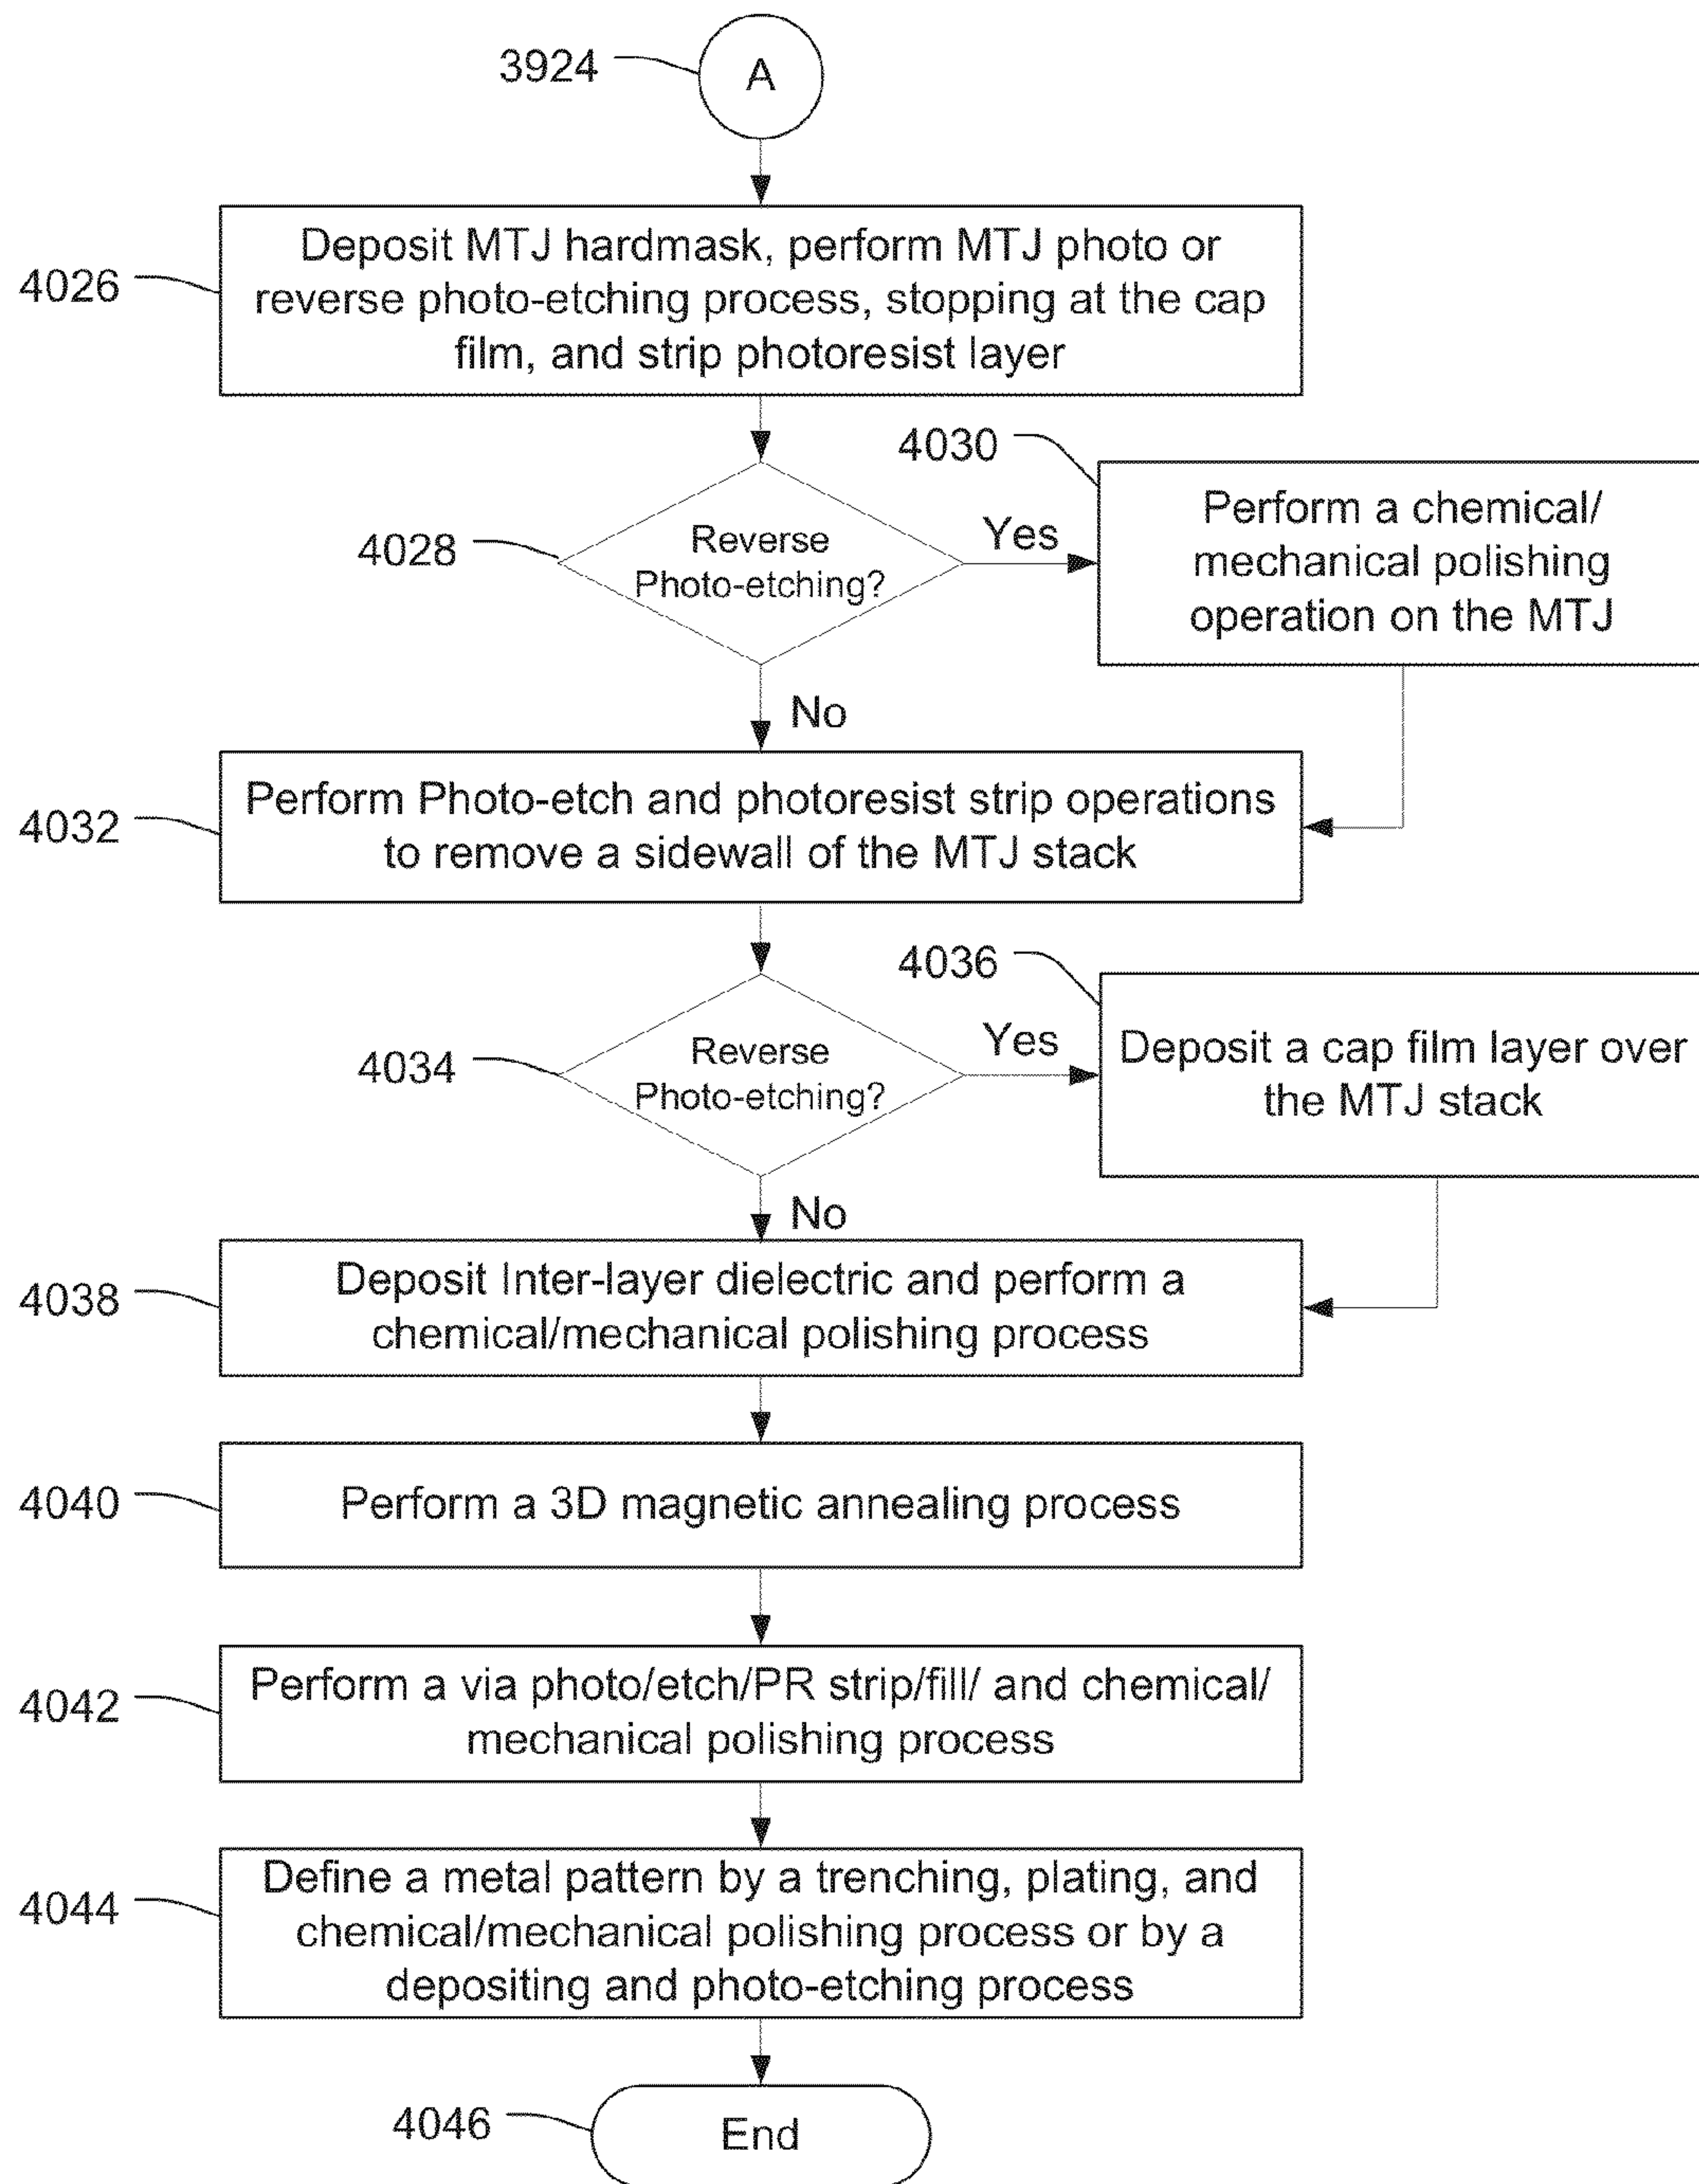 3924
A
4026
Deposit MTJ hardmask, perform MTJ photo or
reverse photo-etching process, stopping at the cap
film, and strip photoresist layer
4028
Reverse
Photo-etching?
Yes
4030
Perform a chemical/
mechanical polishing
operation on the MTJ
No
4032
Perform Photo-etch and photoresist strip operations
to remove a sidewall of the MTJ stack
4034
Reverse
Photo-etching?
Yes
4036
Deposit a cap film layer over
the MTJ stack
No
4038
Deposit Inter-layer dielectric and perform a
chemical/mechanical polishing process
4040
Perform a 3D magnetic annealing process
4042
Perform a via photo/etch/PR strip/fill/ and chemical/
mechanical polishing process
4044
Define a metal pattern by a trenching, plating, and
chemical/mechanical polishing process or by a
depositing and photo-etching process
4046
End